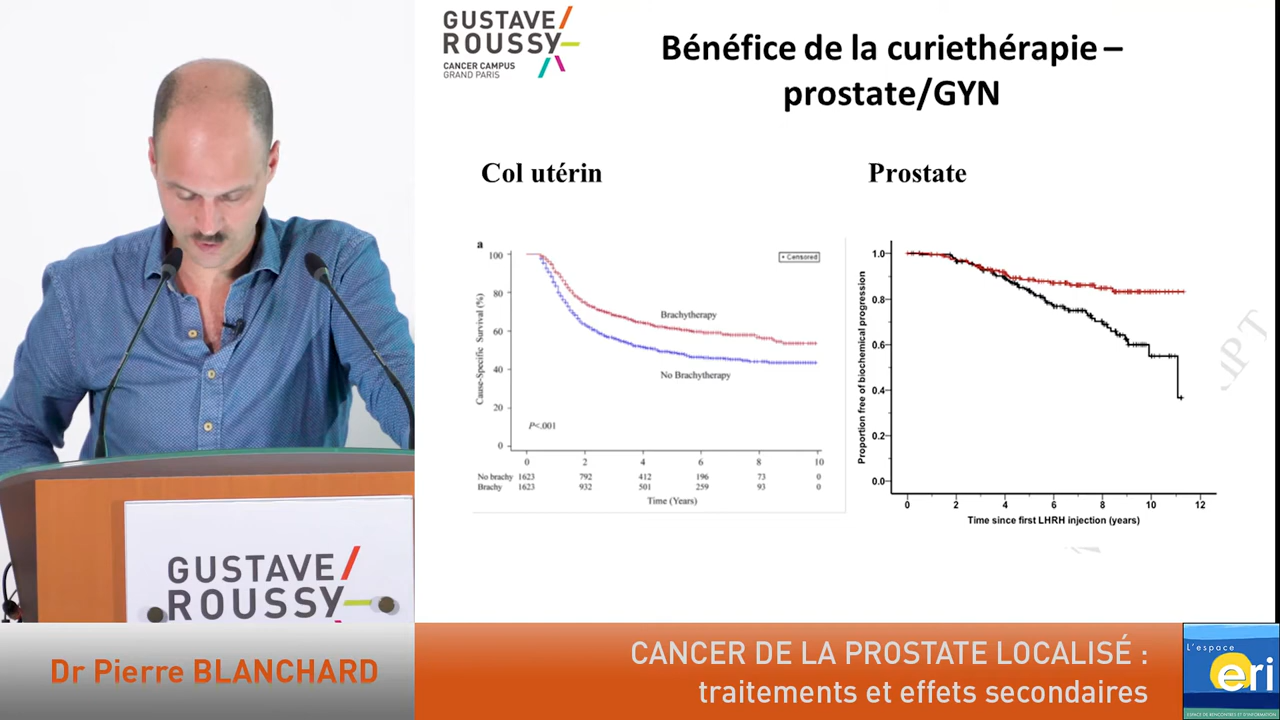 GUSTAVE/
ROUSSY
CANCER CAMPUS
GRAND PARIS
Bénéfice de la curiethérapie –
prostate/GYN
Col utérin
Prostate
a
100
80
60
40
20
0
Cause-Specific Survival (%)
+ Censored
Brachytherapy
No Brachytherapy
P<.001
0 2 4 6 8 10
No brachy 1623 792 412 196 73 0
Brachy 1623 932 501 259 93 0
Time (Years)
1.0
0.8
0.6
0.4
0.2
0.0
Proportion free of biochemical progression
0 2 4 6 8 10 12
Time since first LHRH injection (years)
GUSTAVE/
ROUSSY
Dr Pierre BLANCHARD
CANCER DE LA PROSTATE LOCALISÉ :
traitements et effets secondaires
L'espace
eri
ESPACE DE RENCONTRES ET D'INFORMATION